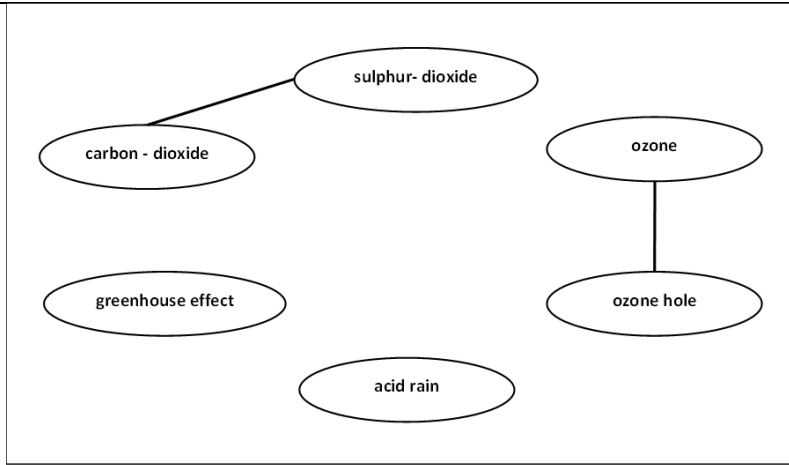 sulphur- dioxide
carbon - dioxide
ozone
greenhouse effect
ozone hole
acid rain